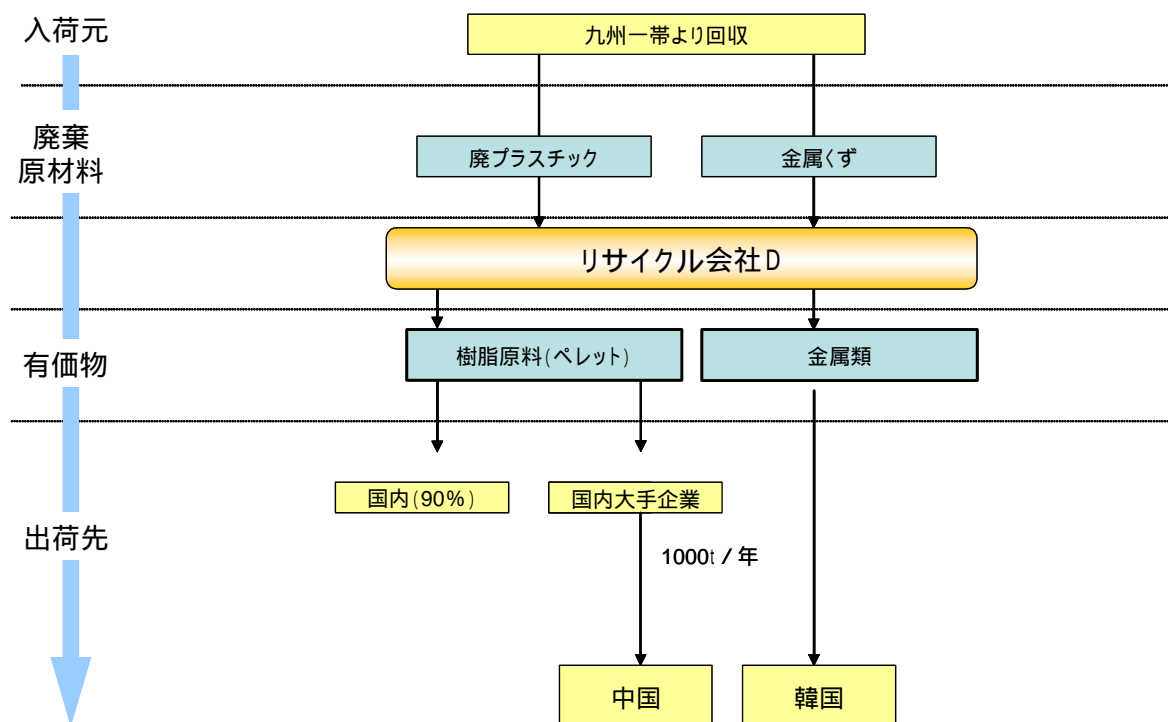 入荷元
九州一帯より回収
廃棄
原材料
廃プラスチック
金属くず
リサイクル会社D
有価物
樹脂原料(ペレット)
金属類
国内(90%)
国内大手企業
出荷先
1000t/年
中国
韓国